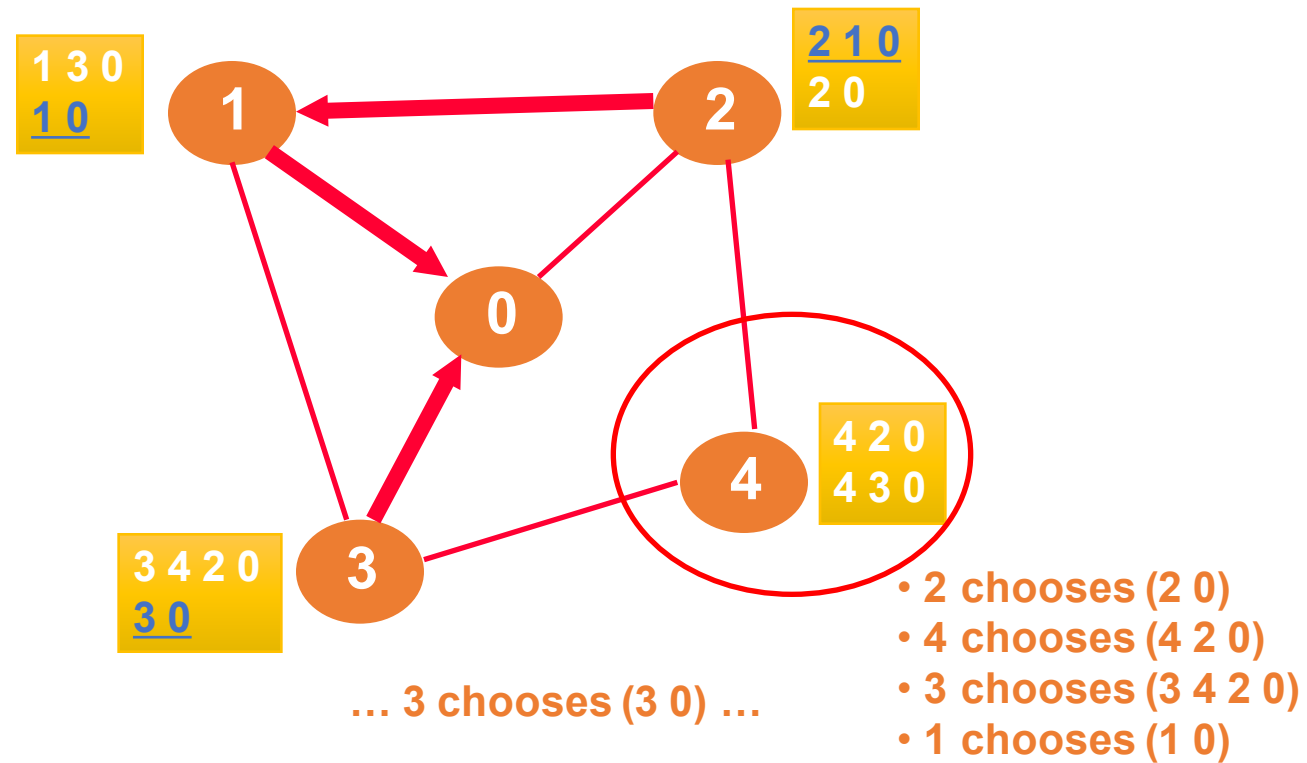 1 3 0
1 0
1
2
2 1 0
2 0
0
4
4 2 0
4 3 0
3 4 2 0
3 0
3
• 2 chooses (2 0)
• 4 chooses (4 2 0)
• 3 chooses (3 4 2 0)
• 1 chooses (1 0)
… 3 chooses (3 0) …